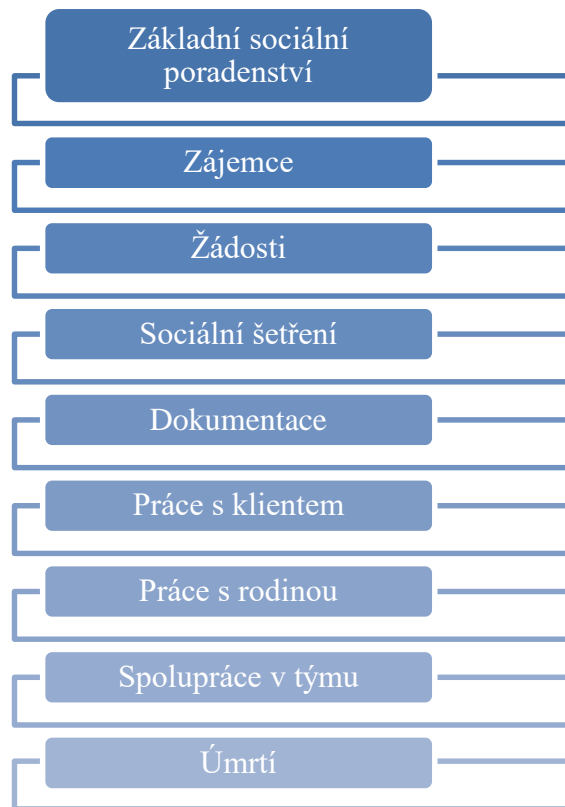 Základní sociální
poradenství
Zájemce
Žádosti
Sociální šetření
Dokumentace
Práce s klientem
Práce s rodinou
Spolupráce v týmu
Úmrtí